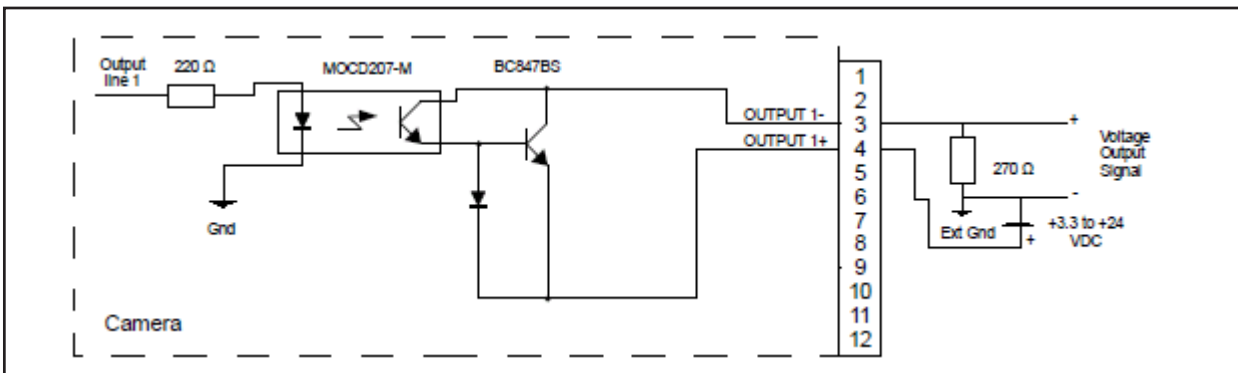 Output
line 1
220 Ω
MOCD207-M
BC847BS
Gnd
Camera
OUTPUT 1-
OUTPUT 1+
1
2
3
4
5
6
7
8
9
10
11
12
270 Ω
+
Voltage
Output
Signal
-
Ext Gnd
+
+3.3 to +24
VDC